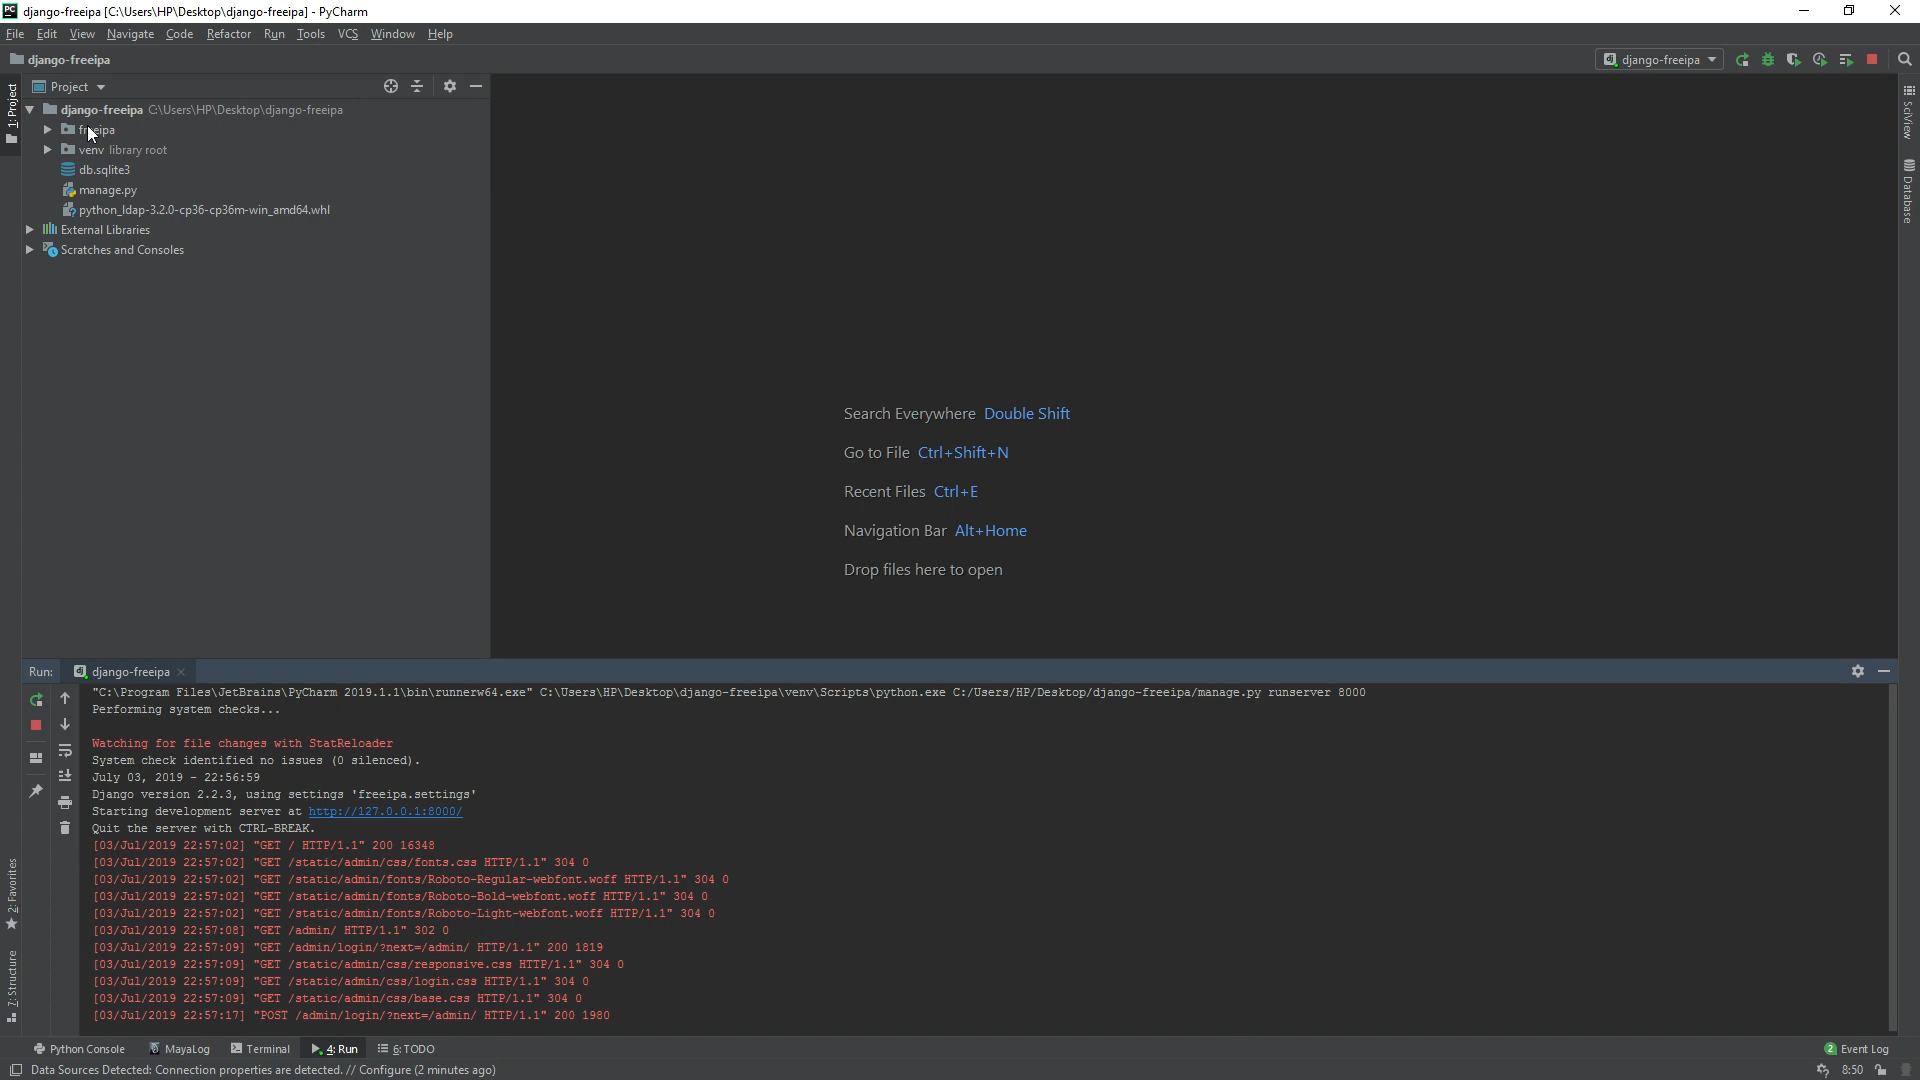 django-freeipa [C:\Users\HP\Desktop\django-freeipa] - PyCharm
File Edit View Navigate Code Refactor Run Tools VCS Window Help
django-freeipa
django-freeipa
Project
1: Project
django-freeipa C:\Users\HP\Desktop\django-freeipa
venv library root
db.sqlite3
manage.py
python_ldap-3.2.0-cp36-cp36m-win_amd64.whl
External Libraries
Scratches and Consoles
SciView
Database
Search Everywhere Double Shift
Go to File Ctrl+Shift+N
Recent Files Ctrl+E
Navigation Bar Alt+Home
Drop files here to open
Run: django-freeipa
"C:\Program Files\JetBrains\PyCharm 2019.1.1\bin\runnerw64.exe" C:\Users\HP\Desktop\django-freeipa\venv\Scripts\python.exe C:/Users/HP/Desktop/django-freeipa/manage.py runserver 8000
Performing system checks...
Watching for file changes with StatReloader
System check identified no issues (0 silenced).
July 03, 2019 - 22:56:59
Django version 2.2.3, using settings 'freeipa.settings'
Starting development server at http://127.0.0.1:8000/
Quit the server with CTRL-BREAK.
[03/Jul/2019 22:57:02] "GET / HTTP/1.1" 200 16348
[03/Jul/2019 22:57:02] "GET /static/admin/css/fonts.css HTTP/1.1" 304 0
[03/Jul/2019 22:57:02] "GET /static/admin/fonts/Roboto-Regular-webfont.woff HTTP/1.1" 304 0
[03/Jul/2019 22:57:02] "GET /static/admin/fonts/Roboto-Bold-webfont.woff HTTP/1.1" 304 0
[03/Jul/2019 22:57:02] "GET /static/admin/fonts/Roboto-Light-webfont.woff HTTP/1.1" 304 0
[03/Jul/2019 22:57:08] "GET /admin/ HTTP/1.1" 302 0
[03/Jul/2019 22:57:09] "GET /admin/login/?next=/admin/ HTTP/1.1" 200 1819
[03/Jul/2019 22:57:09] "GET /static/admin/css/responsive.css HTTP/1.1" 304 0
[03/Jul/2019 22:57:09] "GET /static/admin/css/login.css HTTP/1.1" 304 0
[03/Jul/2019 22:57:09] "GET /static/admin/css/base.css HTTP/1.1" 304 0
[03/Jul/2019 22:57:17] "POST /admin/login/?next=/admin/ HTTP/1.1" 200 1980
2: Favorites
7: Structure
Python Console MayaLog Terminal 4: Run 6: TODO
2 Event Log
Data Sources Detected: Connection properties are detected. // Configure (2 minutes ago)
8:50